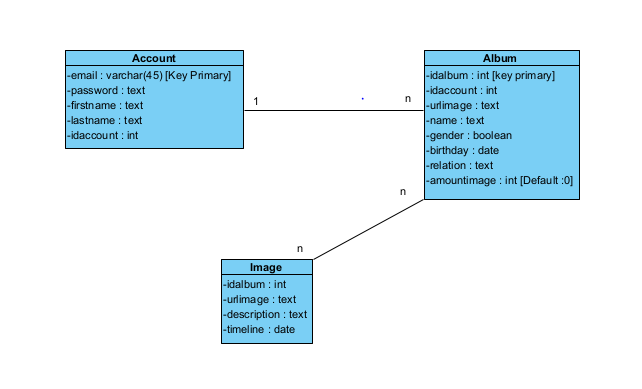 Account
-email : varchar(45) [Key Primary]
-password : text
-firstname : text
-lastname : text
-idaccount : int
1
n
Album
-idalbum : int [key primary]
-idaccount : int
-urlimage : text
-name : text
-gender : boolean
-birthday : date
-relation : text
-amountimage : int [Default :0]
n
n
Image
-idalbum : int
-urlimage : text
-description : text
-timeline : date